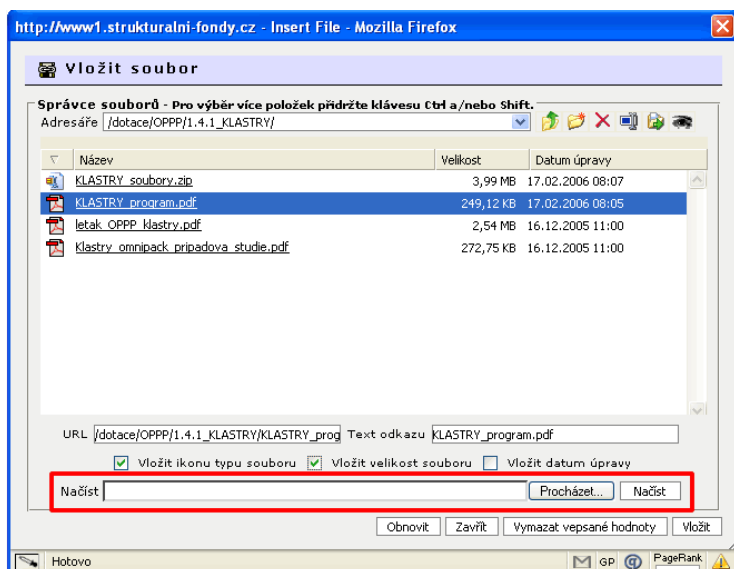 http://www1.strukturalni-fondy.cz - Insert File - Mozilla Firefox
Vložit soubor
Správce souborů - Pro výběr více položek přidržte klávesu Ctrl a/nebo Shift.
Adresáře /dotace/OPPP/1.4.1_KLASTRY/
Název Velikost Datum úpravy
KLASTRY_soubory.zip 3,99 MB 17.02.2006 08:07
KLASTRY_program.pdf 249,12 KB 17.02.2006 08:05
letak_OPPP_klastry.pdf 2,54 MB 16.12.2005 11:00
Klastry_omnipack_pripadova_studie.pdf 272,75 KB 16.12.2005 11:00
URL /dotace/OPPP/1.4.1_KLASTRY/KLASTRY_prog Text odkazu KLASTRY_program.pdf
Vložit ikonu typu souboru Vložit velikost souboru Vložit datum úpravy
Načíst Procházet... Načíst
Obnovit Zavřít Vymazat vepsané hodnoty Vložit
Hotovo GP PageRank